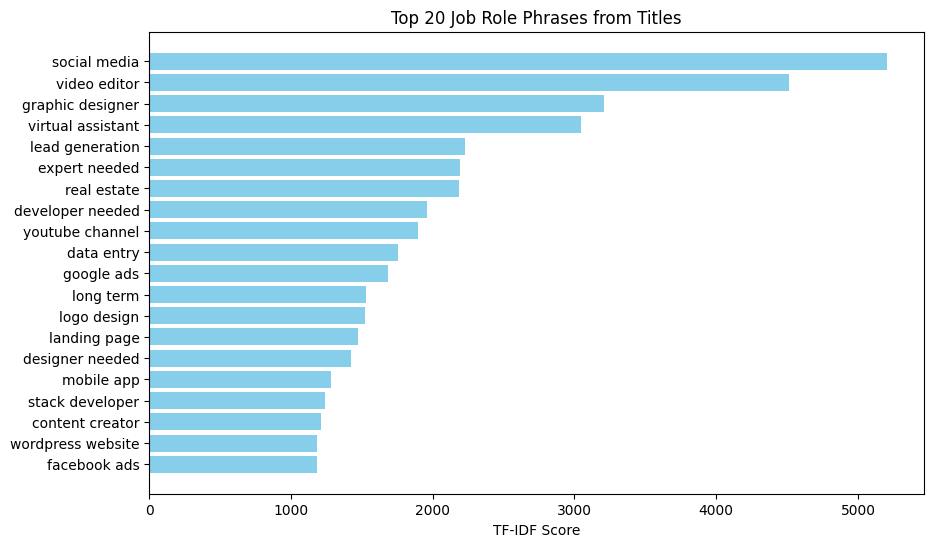 Top 20 Job Role Phrases from Titles
social media
video editor
graphic designer
virtual assistant
lead generation
expert needed
real estate
developer needed
youtube channel
data entry
google ads
long term
logo design
landing page
designer needed
mobile app
stack developer
content creator
wordpress website
facebook ads
0 1000 2000 3000 4000 5000
TF-IDF Score